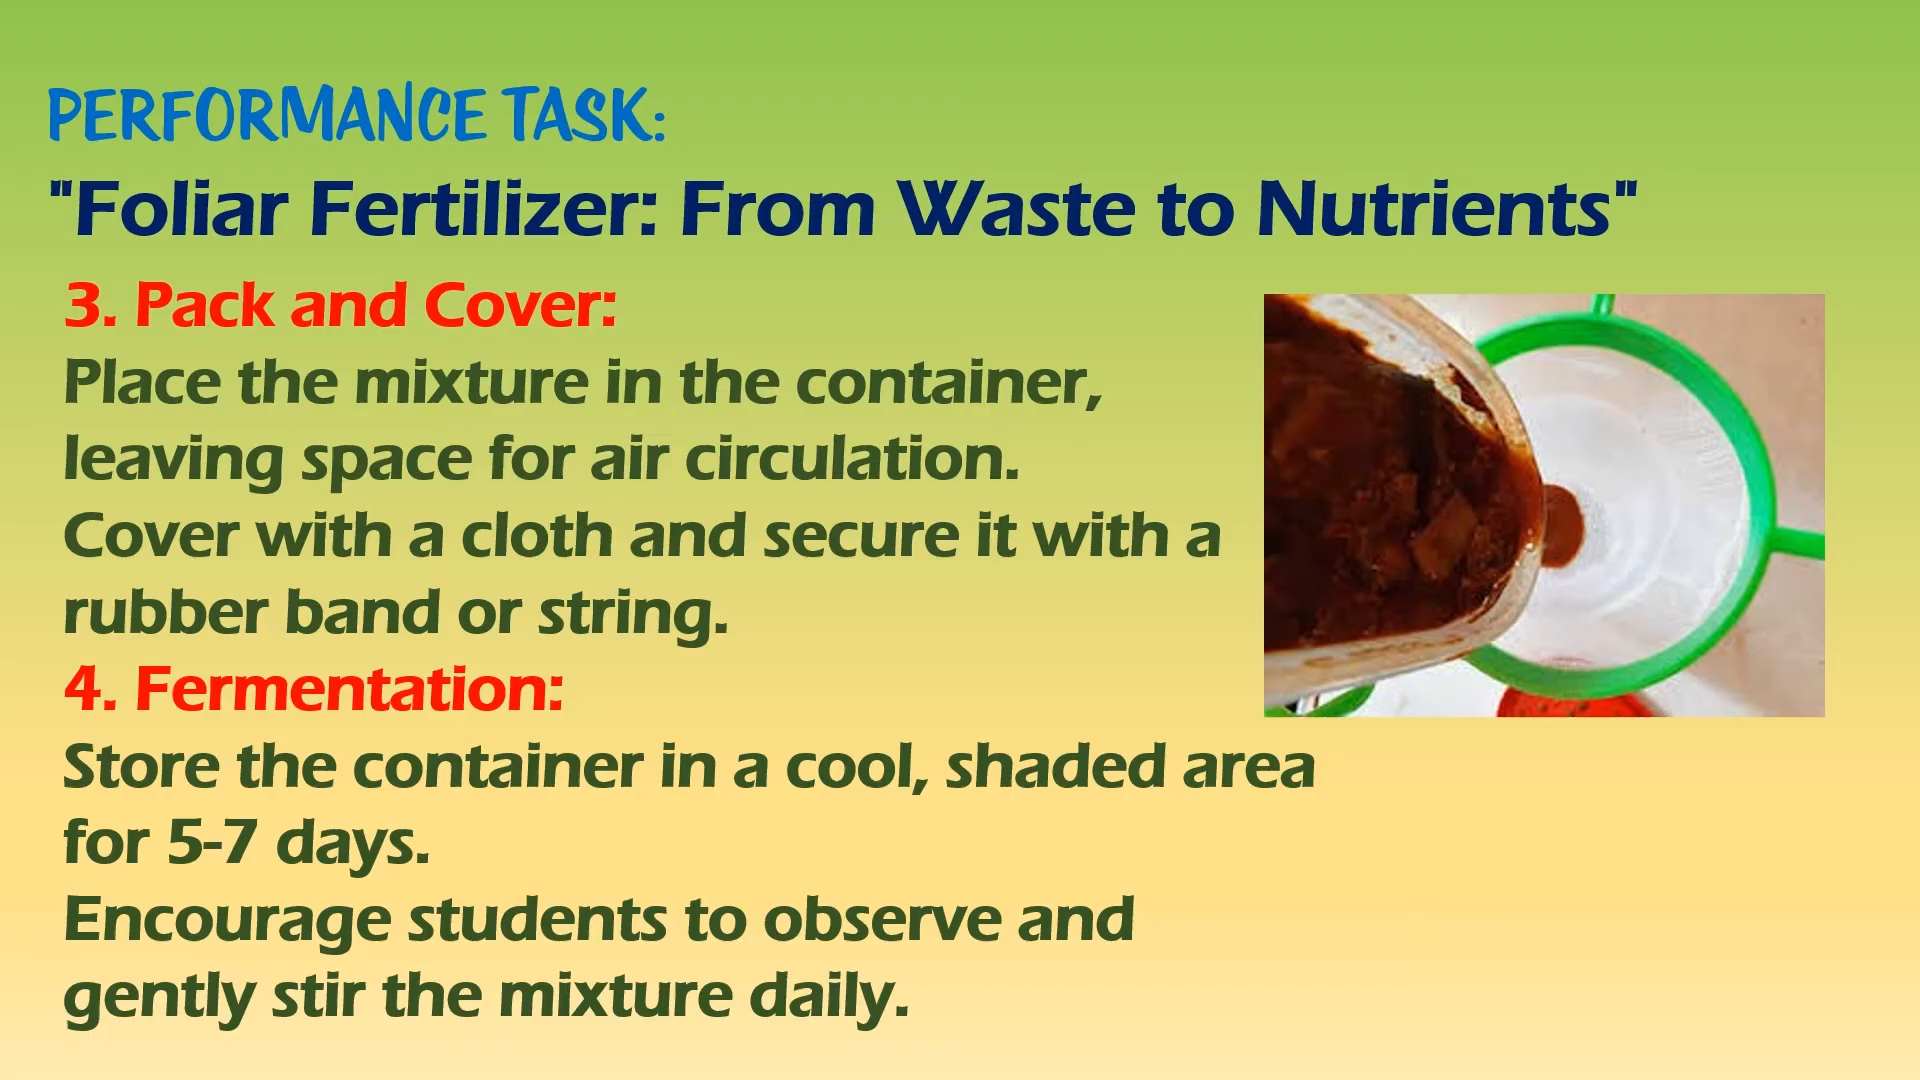 PERFORMANCE TASK:
"Foliar Fertilizer: From Waste to Nutrients"
3. Pack and Cover:
Place the mixture in the container,
leaving space for air circulation.
Cover with a cloth and secure it with a
rubber band or string.
4. Fermentation:
Store the container in a cool, shaded area
for 5-7 days.
Encourage students to observe and
gently stir the mixture daily.